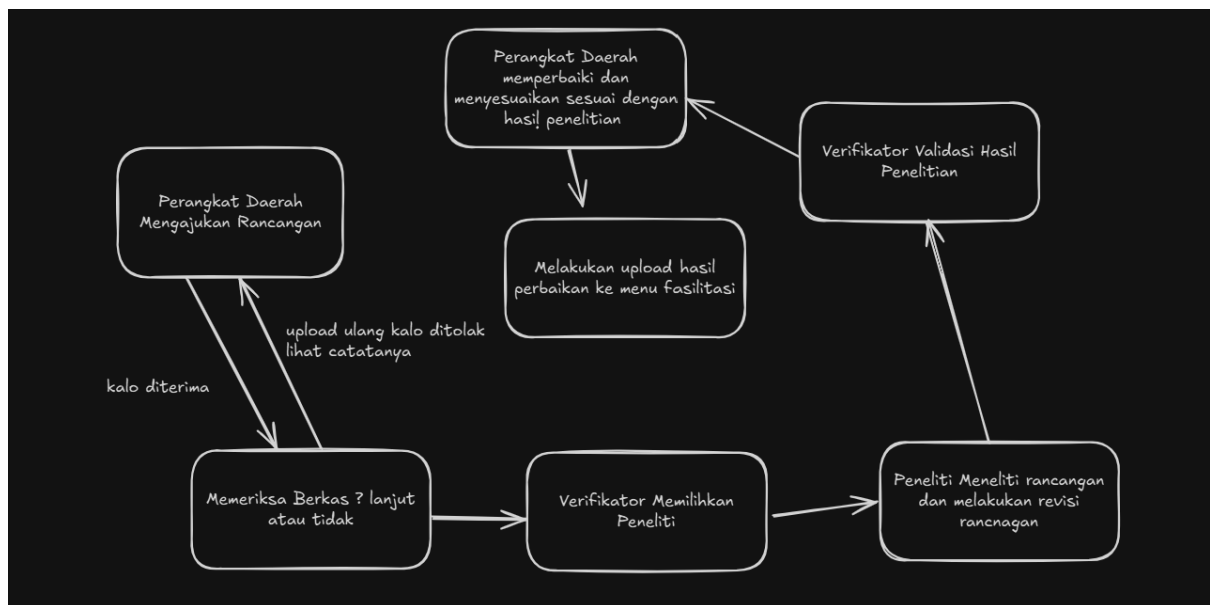 Perangkat Daerah
memperbaiki dan
menyesuaikan sesuai dengan
hasil penelitian
Verifikator Validasi Hasil
Penelitian
Perangkat Daerah
Mengajukan Rancangan
Melakukan upload hasil
perbaikan ke menu fasilitasi
upload ulang kalo ditolak
lihat catatanya
kalo diterima
Memeriksa Berkas ? lanjut
atau tidak
Verifikator Memilihkan
Peneliti
Peneliti Meneliti rancangan
dan melakukan revisi
rancnagan